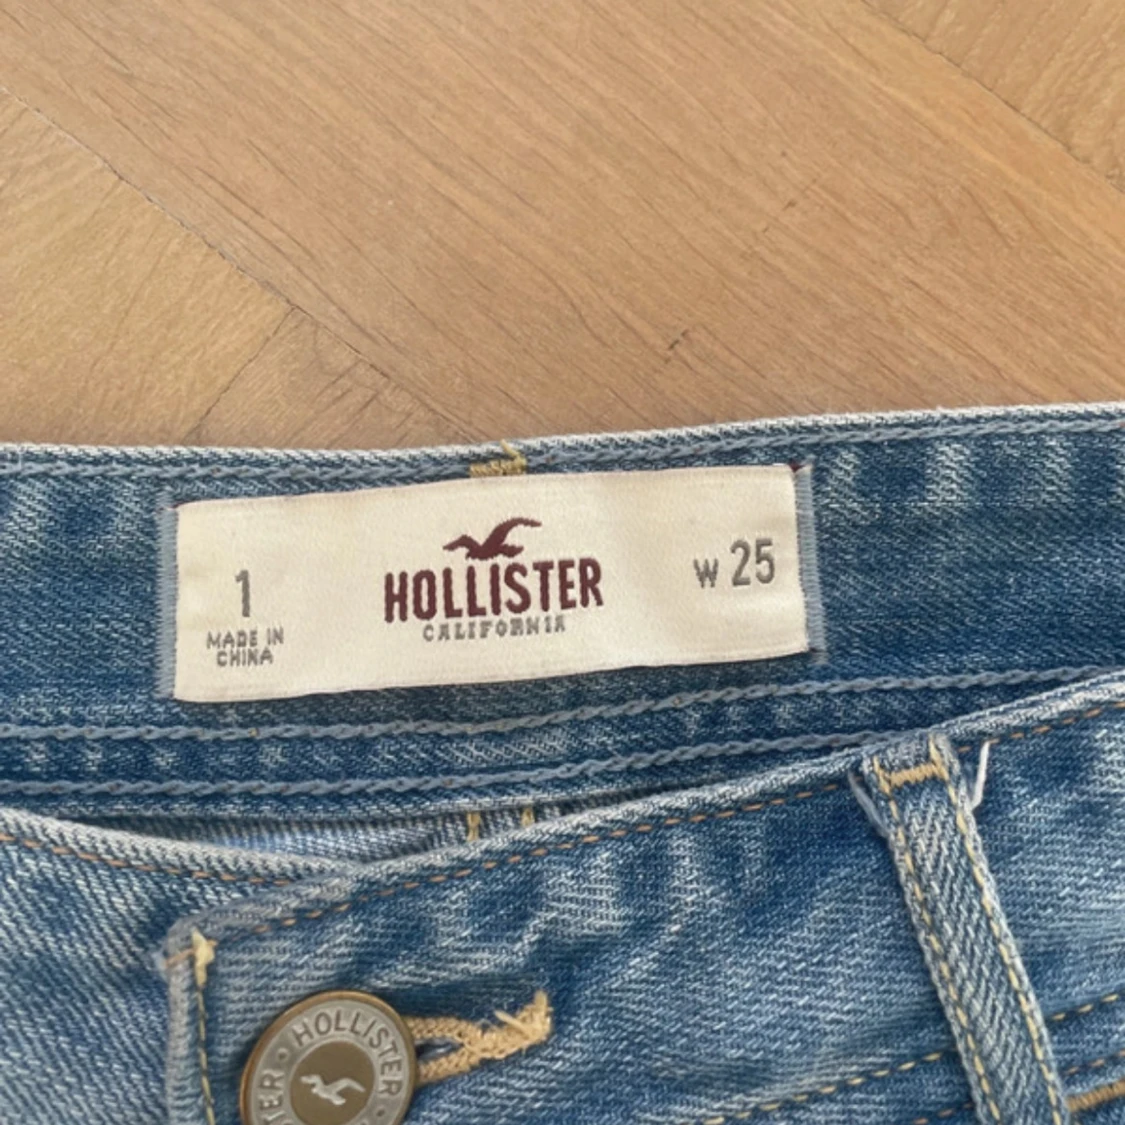 1
MADE IN
CHINA
HOLLISTER
CALIFORNIA
W 25
HOLLISTER